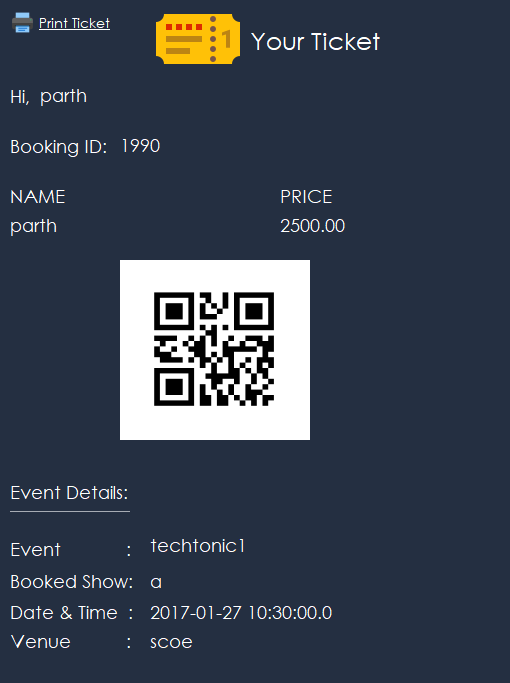 Print Ticket
1 Your Ticket
Hi, parth
Booking ID: 1990
NAME PRICE
parth 2500.00
Event Details:
Event : techtonic1
Booked Show: a
Date & Time : 2017-01-27 10:30:00.0
Venue : scoe